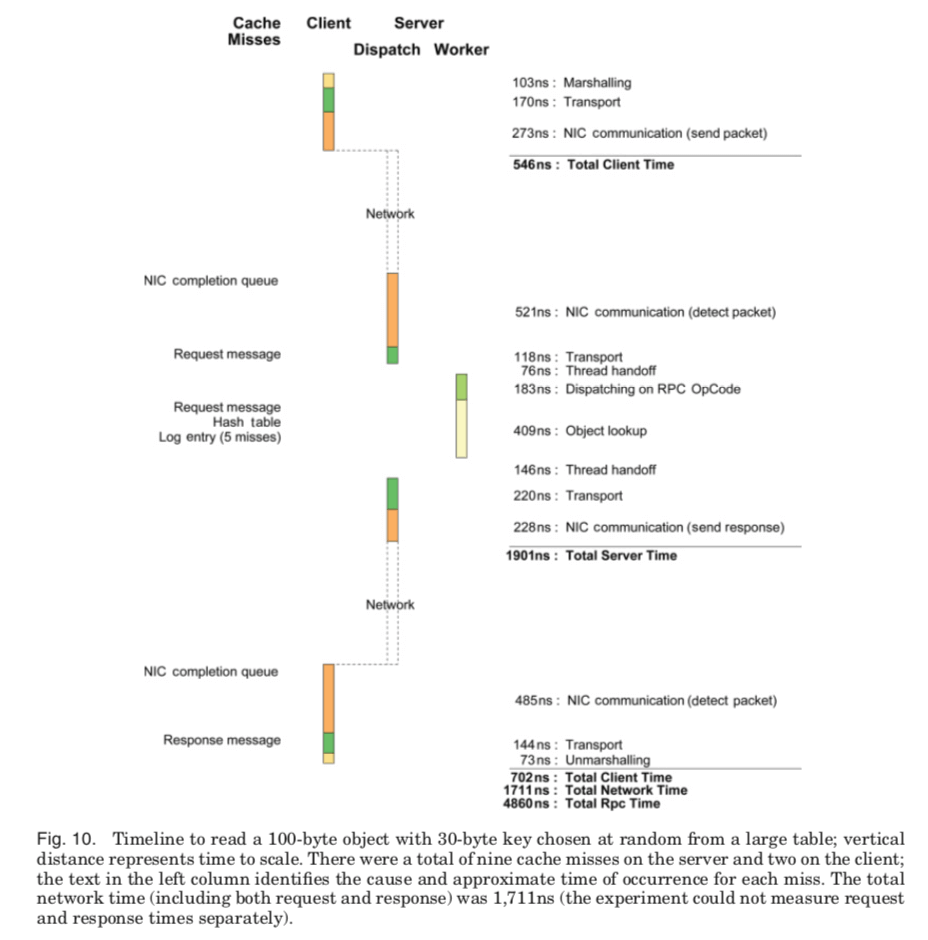 Cache Client Server
Misses
Dispatch Worker
103ns : Marshalling
170ns : Transport
273ns : NIC communication (send packet)
546ns : Total Client Time
Network
NIC completion queue
521ns : NIC communication (detect packet)
Request message
118ns : Transport
76ns : Thread handoff
183ns : Dispatching on RPC OpCode
Request message
Hash table
Log entry (5 misses)
409ns : Object lookup
146ns : Thread handoff
220ns : Transport
228ns : NIC communication (send response)
1901ns : Total Server Time
Network
NIC completion queue
485ns : NIC communication (detect packet)
Response message
144ns : Transport
73ns : Unmarshalling
702ns : Total Client Time
1711ns : Total Network Time
4860ns : Total Rpc Time
Fig. 10. Timeline to read a 100-byte object with 30-byte key chosen at random from a large table; vertical
distance represents time to scale. There were a total of nine cache misses on the server and two on the client;
the text in the left column identifies the cause and approximate time of occurrence for each miss. The total
network time (including both request and response) was 1,711ns (the experiment could not measure request
and response times separately).